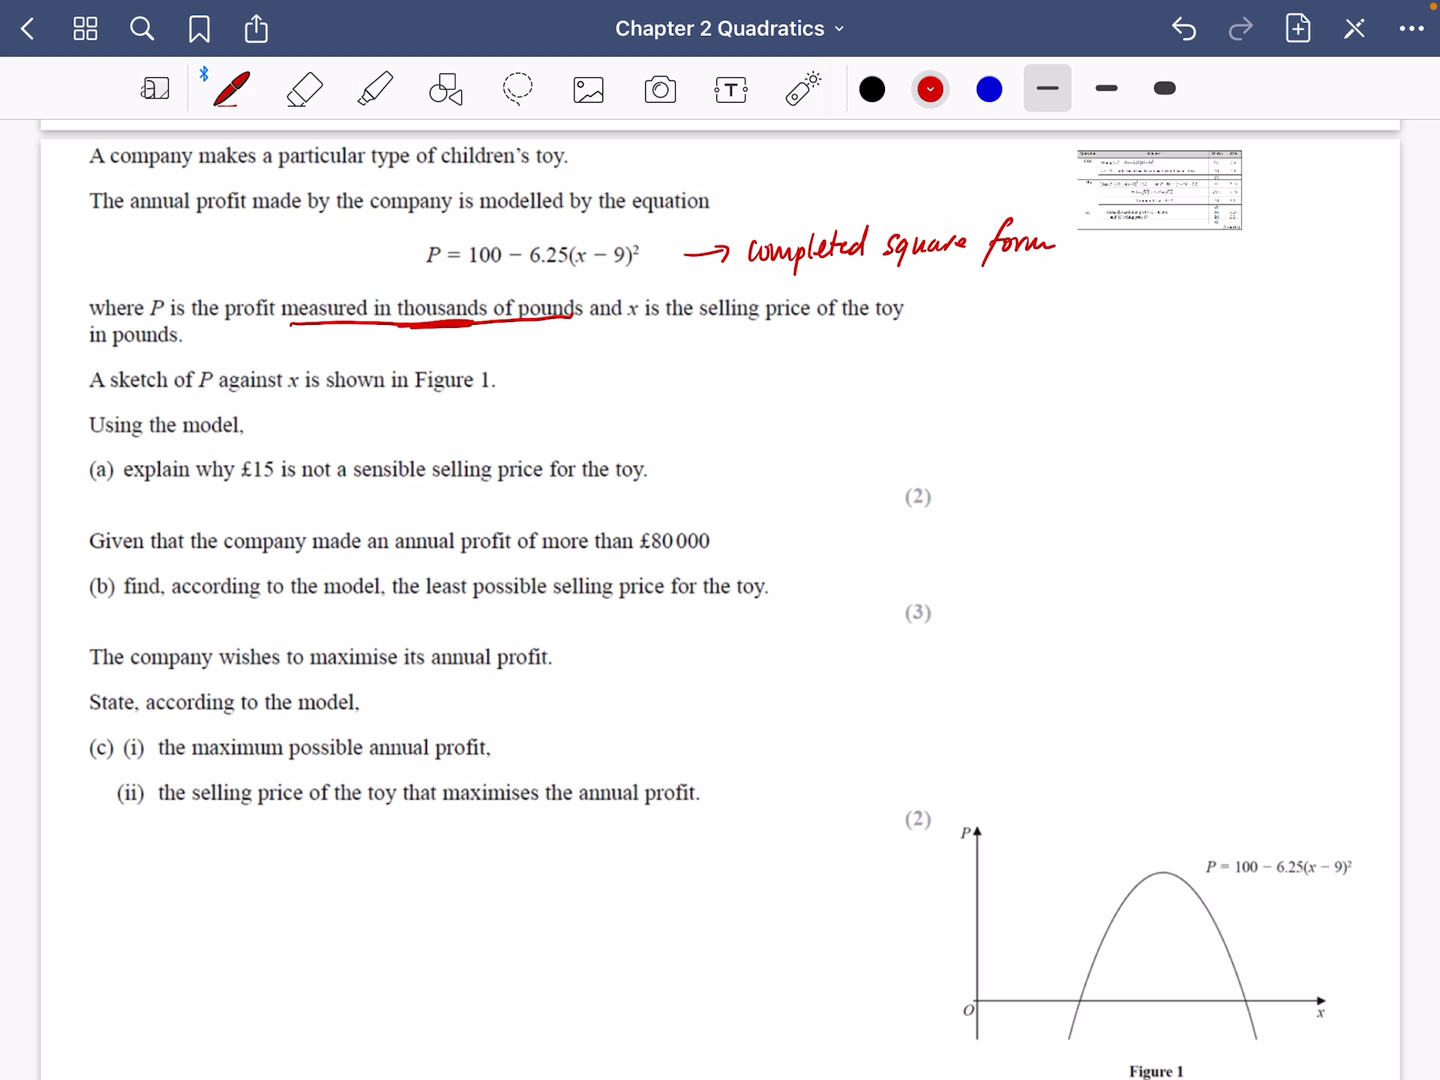 Chapter 2 Quadratics
T
A company makes a particular type of children's toy.
The annual profit made by the company is modelled by the equation
P = 100 − 6.25(x − 9)² → completed square form
where P is the profit measured in thousands of pounds and x is the selling price of the toy
in pounds.
A sketch of P against x is shown in Figure 1.
Using the model,
(a) explain why £15 is not a sensible selling price for the toy.
(2)
Given that the company made an annual profit of more than £80 000
(b) find, according to the model, the least possible selling price for the toy.
(3)
The company wishes to maximise its annual profit.
State, according to the model,
(c) (i) the maximum possible annual profit,
(ii) the selling price of the toy that maximises the annual profit.
(2)
P
P = 100 − 6.25(x − 9)²
O
x
Figure 1